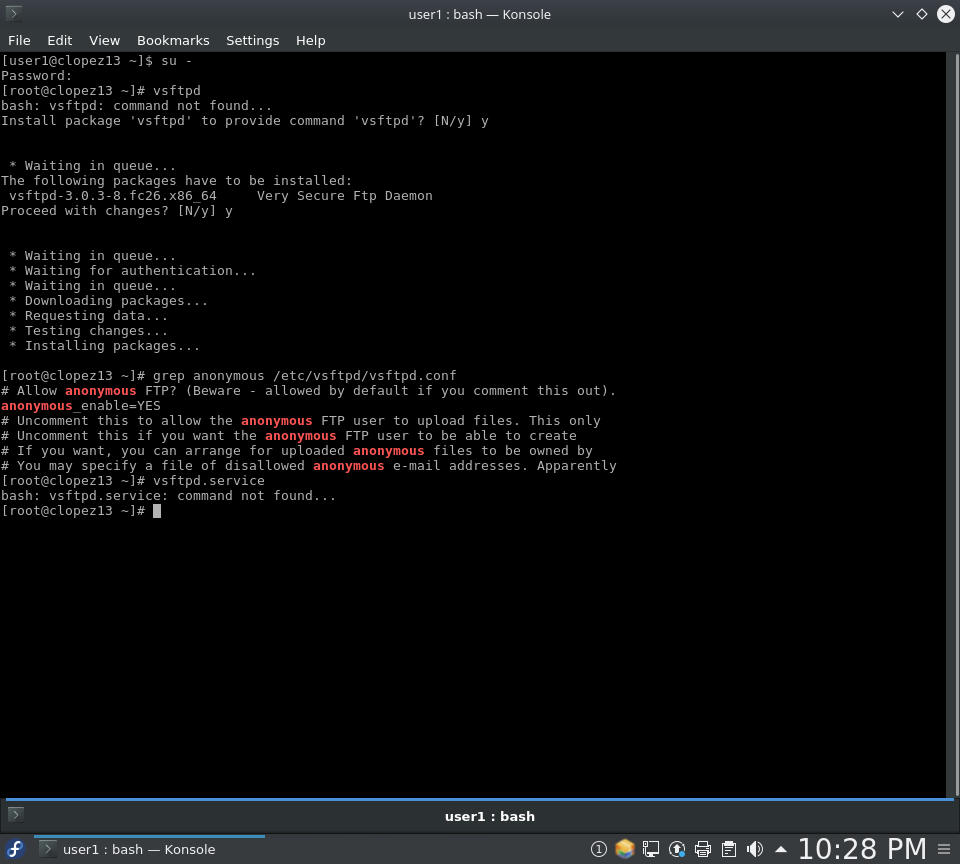 user1 : bash — Konsole
File Edit View Bookmarks Settings Help
[user1@clopez13 ~]$ su -
Password:
[root@clopez13 ~]# vsftpd
bash: vsftpd: command not found...
Install package 'vsftpd' to provide command 'vsftpd'? [N/y] y
* Waiting in queue...
The following packages have to be installed:
vsftpd-3.0.3-8.fc26.x86_64     Very Secure Ftp Daemon
Proceed with changes? [N/y] y
* Waiting in queue...
* Waiting for authentication...
* Waiting in queue...
* Downloading packages...
* Requesting data...
* Testing changes...
* Installing packages...
[root@clopez13 ~]# grep anonymous /etc/vsftpd/vsftpd.conf
# Allow anonymous FTP? (Beware - allowed by default if you comment this out).
anonymous_enable=YES
# Uncomment this to allow the anonymous FTP user to upload files. This only
# Uncomment this if you want the anonymous FTP user to be able to create
# If you want, you can arrange for uploaded anonymous files to be owned by
# You may specify a file of disallowed anonymous e-mail addresses. Apparently
[root@clopez13 ~]# vsftpd.service
bash: vsftpd.service: command not found...
[root@clopez13 ~]#
user1 : bash
user1 : bash — Konsole
1
10:28 PM